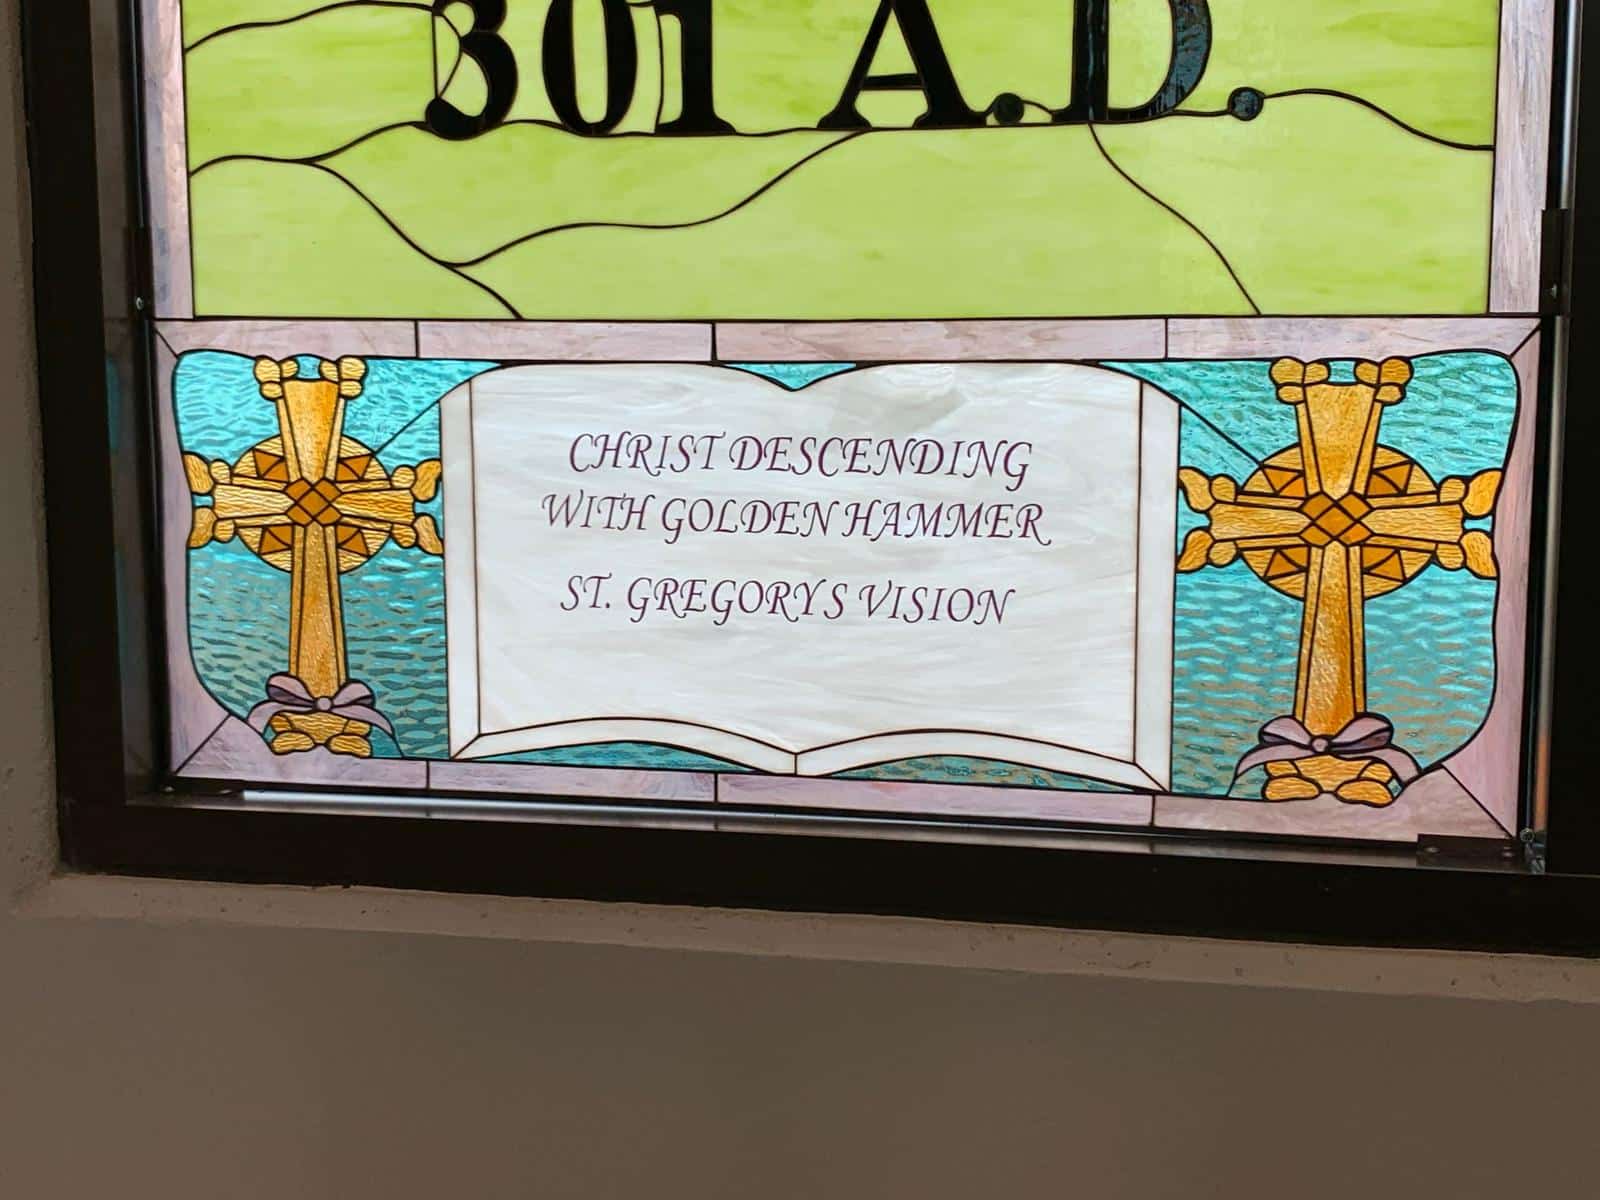 301 A.D.
CHRIST DESCENDING
WITH GOLDEN HAMMER
ST. GREGORYS VISION